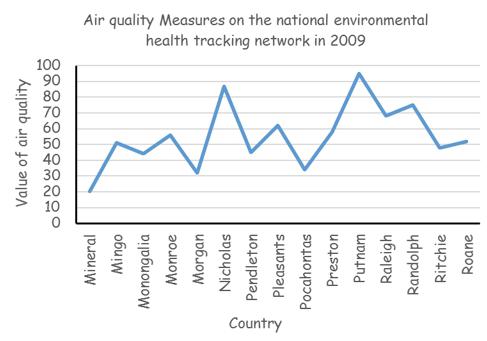 Air quality Measures on the national environmental
health tracking network in 2009
Value of air quality
100
90
80
70
60
50
40
30
20
10
0
Mineral
Mingo
Monongalia
Monroe
Morgan
Nicholas
Pendleton
Pleasants
Pocahontas
Preston
Putnam
Raleigh
Randolph
Ritchie
Roane
Country